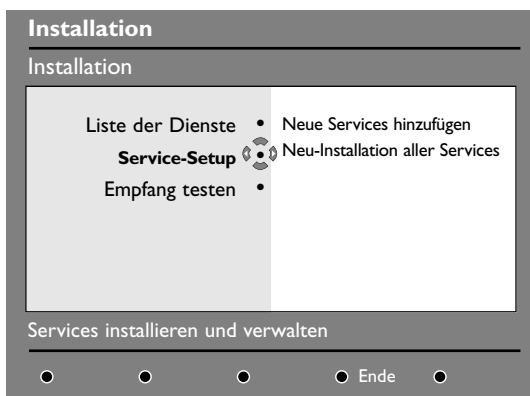 Installation
Installation
Liste der Dienste
Service-Setup
Empfang testen
Neue Services hinzufügen
Neu-Installation aller Services
Services installieren und verwalten
Ende